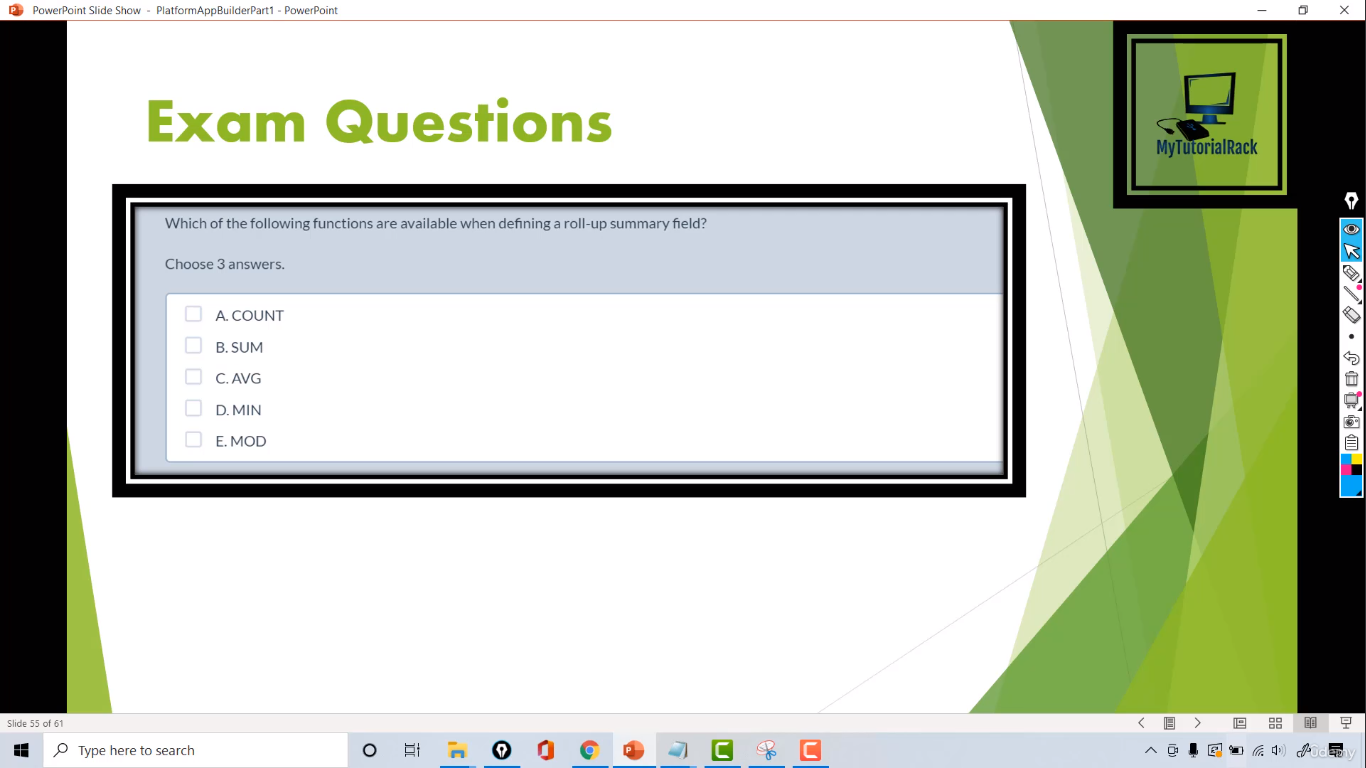 PowerPoint Slide Show - PlatformAppBuilderPart1 - PowerPoint
MyTutorialRack
Exam Questions
Which of the following functions are available when defining a roll-up summary field?
Choose 3 answers.
A. COUNT
B. SUM
C. AVG
D. MIN
E. MOD
Slide 55 of 61
Type here to search
Udemy